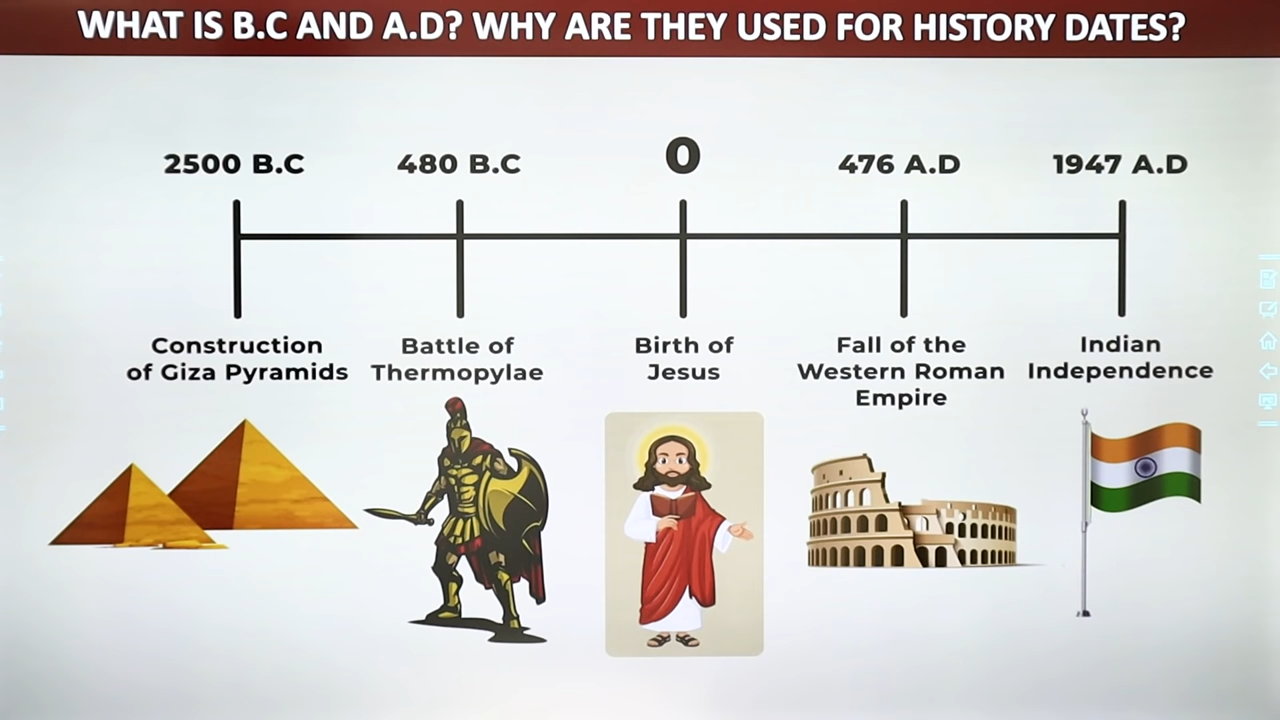 WHAT IS B.C AND A.D? WHY ARE THEY USED FOR HISTORY DATES?
2500 B.C
480 B.C
0
476 A.D
1947 A.D
Construction
of Giza Pyramids
Battle of
Thermopylae
Birth of
Jesus
Fall of the
Western Roman
Empire
Indian
Independence